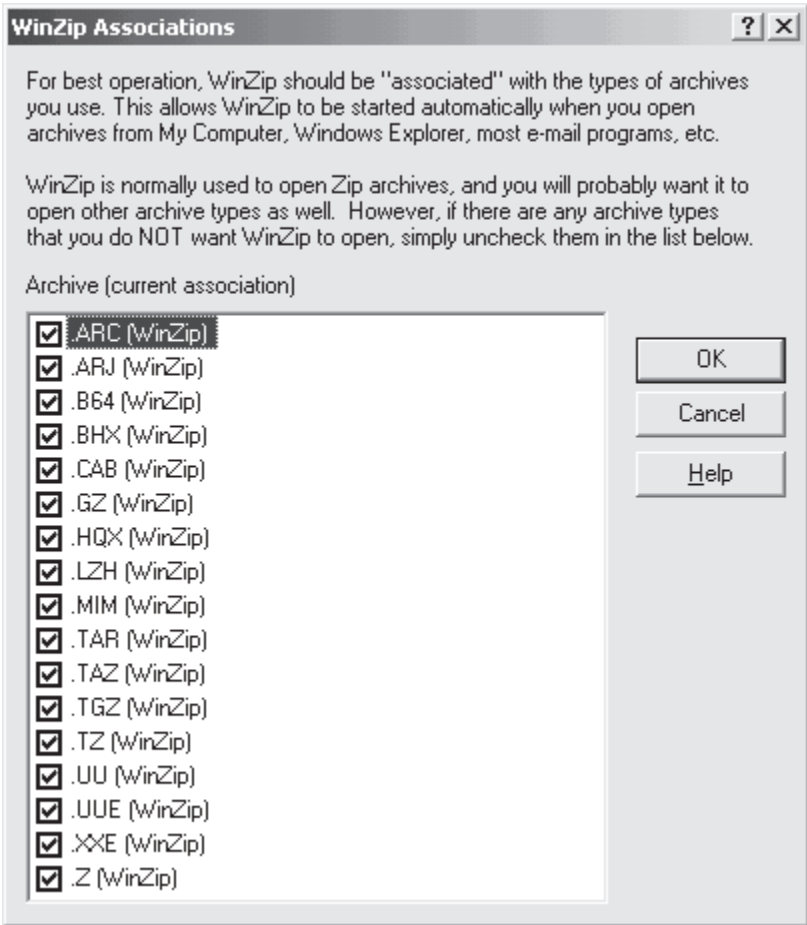 WinZip Associations
For best operation, WinZip should be "associated" with the types of archives
you use. This allows WinZip to be started automatically when you open
archives from My Computer, Windows Explorer, most e-mail programs, etc.
WinZip is normally used to open Zip archives, and you will probably want it to
open other archive types as well.  However, if there are any archive types
that you do NOT want WinZip to open, simply uncheck them in the list below.
Archive (current association)
.ARC (WinZip)
.ARJ (WinZip)
.B64 (WinZip)
.BHX (WinZip)
.CAB (WinZip)
.GZ (WinZip)
.HQX (WinZip)
.LZH (WinZip)
.MIM (WinZip)
.TAR (WinZip)
.TAZ (WinZip)
.TGZ (WinZip)
.TZ (WinZip)
.UU (WinZip)
.UUE (WinZip)
.XXE (WinZip)
.Z (WinZip)
OK
Cancel
Help